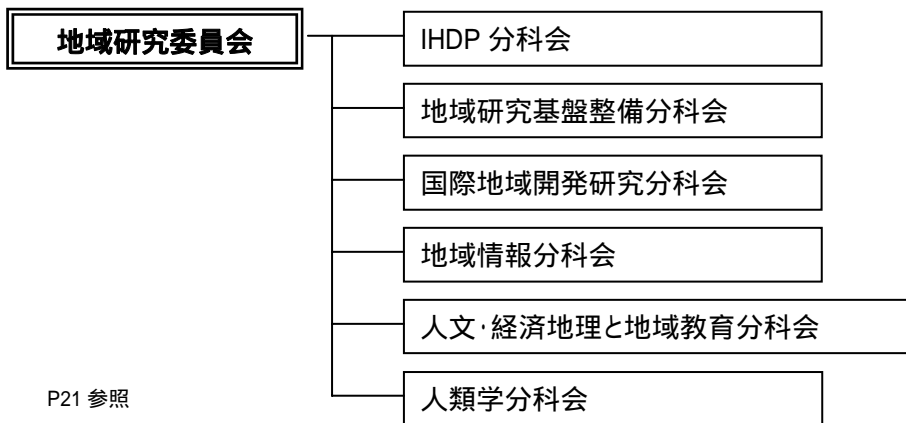 地域研究委員会
IHDP 分科会
地域研究基盤整備分科会
国際地域開発研究分科会
地域情報分科会
人文・経済地理と地域教育分科会
人類学分科会
P21 参照